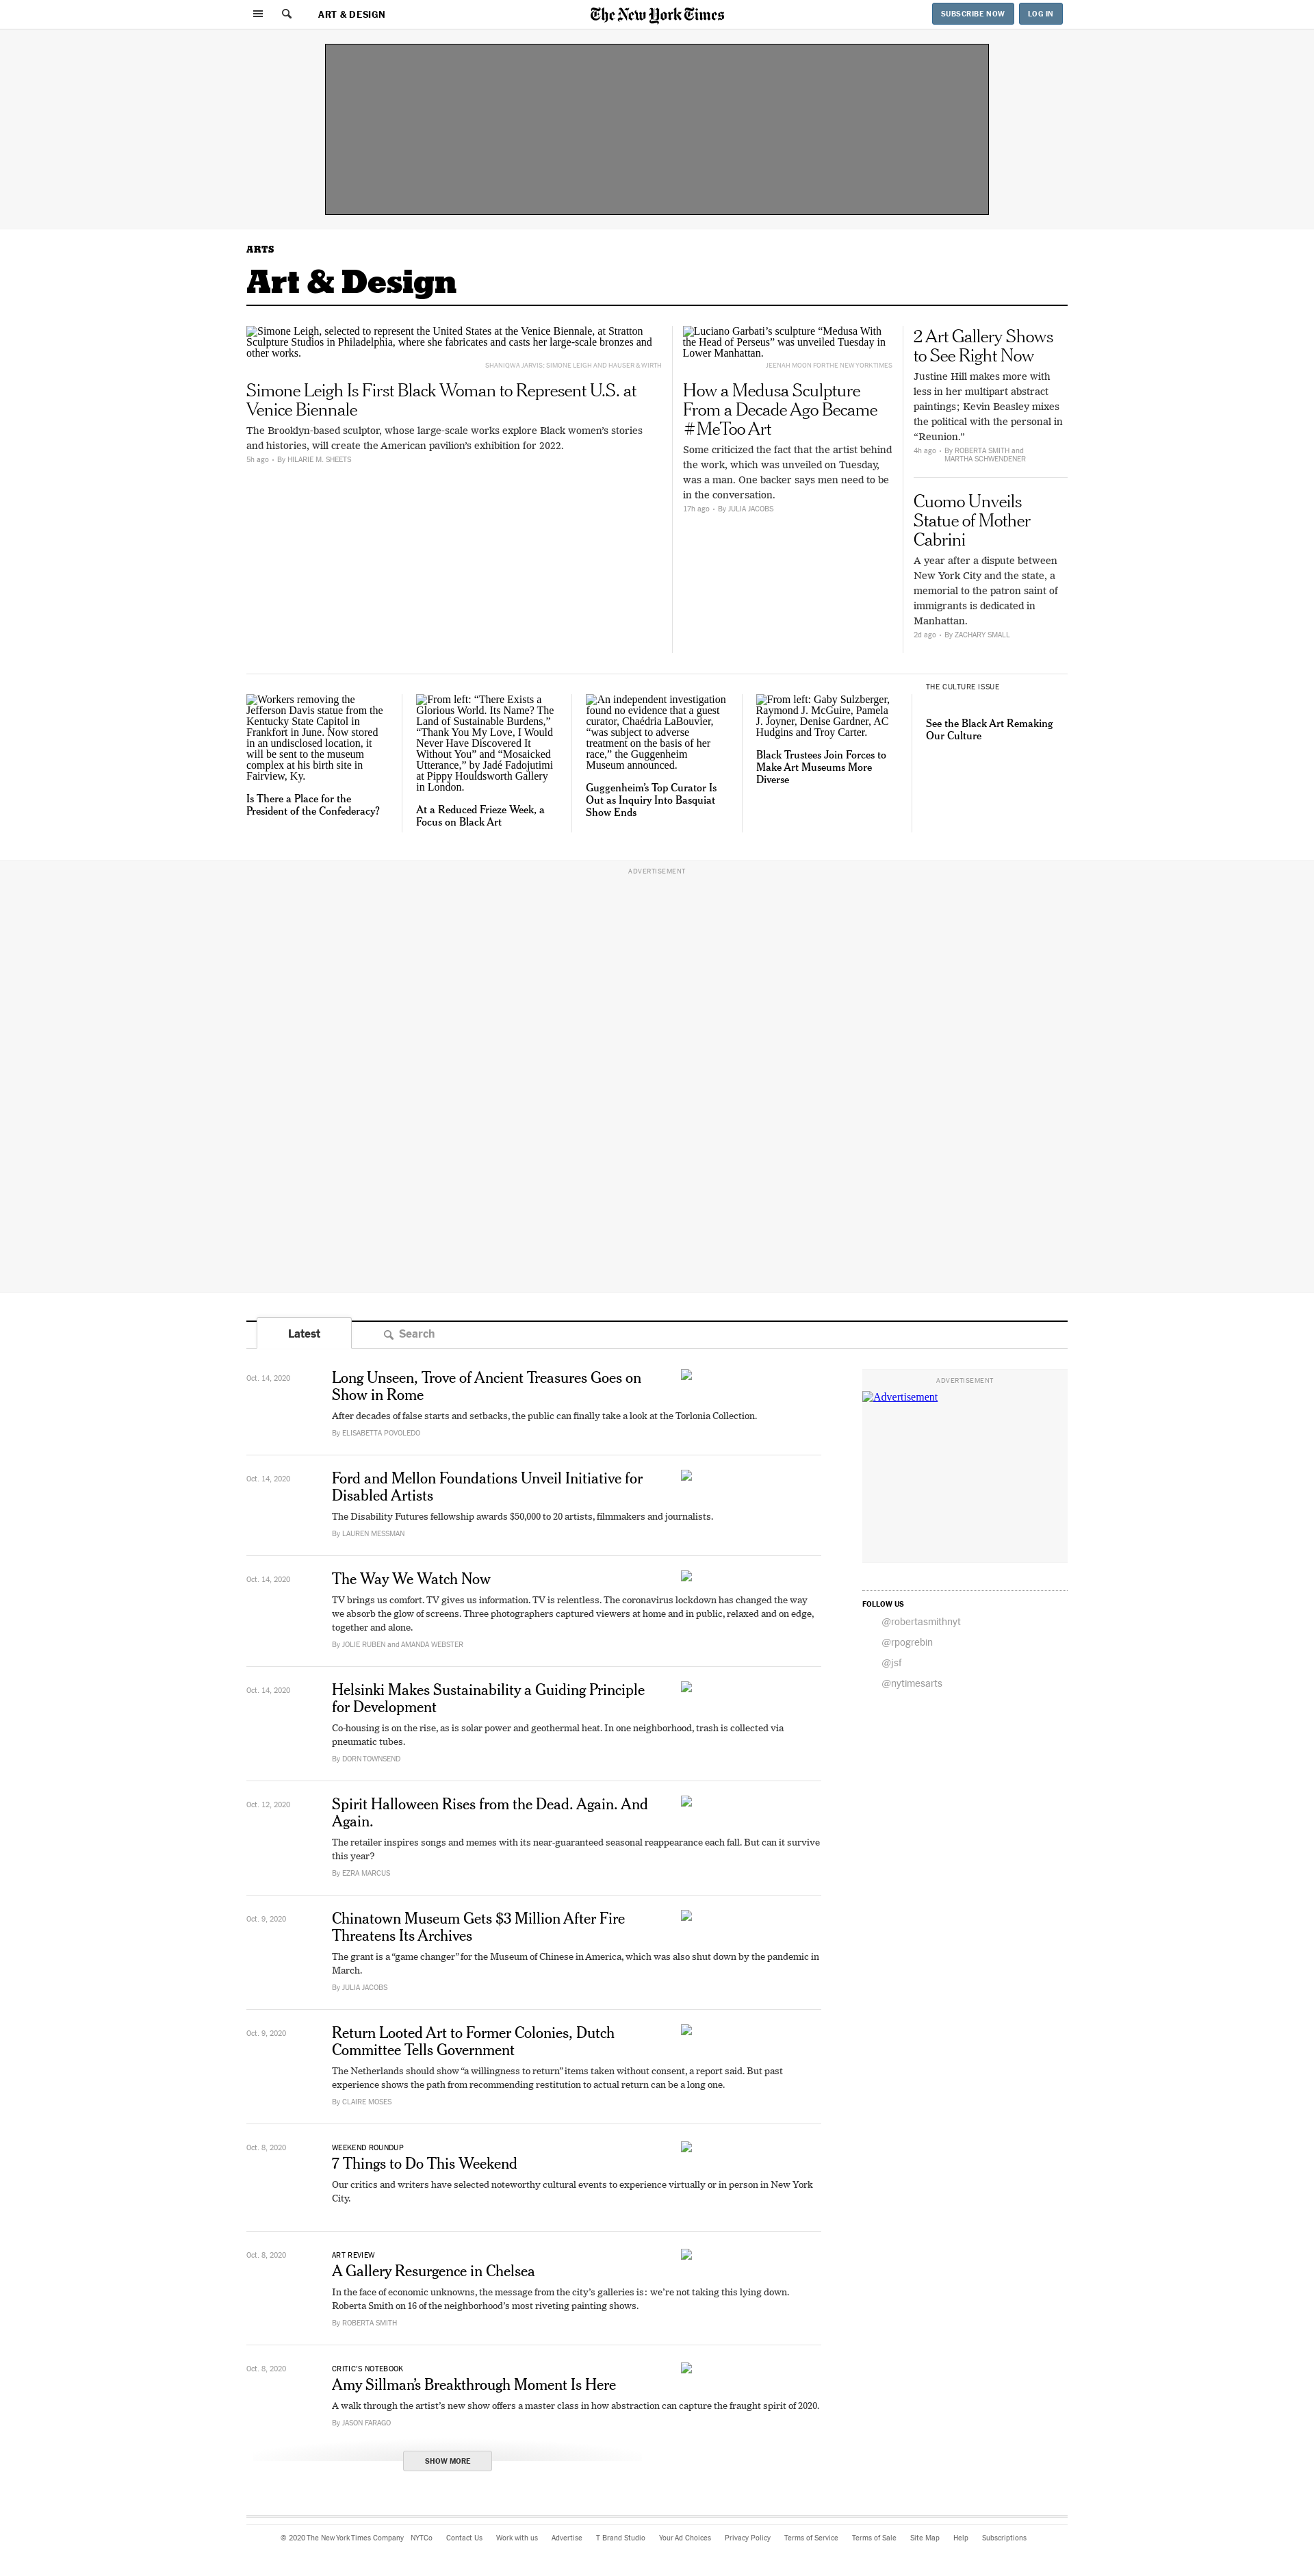 ART & DESIGN
The New York Times
SUBSCRIBE NOW
LOG IN
ARTS
Art & Design
Simone Leigh, selected to represent the United States at the Venice Biennale, at Stratton
Sculpture Studios in Philadelphia, where she fabricates and casts her large-scale bronzes and
other works.
SHANIQWA JARVIS; SIMONE LEIGH AND HAUSER & WIRTH
Simone Leigh Is First Black Woman to Represent U.S. at
Venice Biennale
The Brooklyn-based sculptor, whose large-scale works explore Black women's stories
and histories, will create the American pavilion's exhibition for 2022.
5h ago • By HILARIE M. SHEETS
Luciano Garbati's sculpture “Medusa With
the Head of Perseus” was unveiled Tuesday in
Lower Manhattan.
JEENAH MOON FOR THE NEW YORK TIMES
How a Medusa Sculpture
From a Decade Ago Became
#MeToo Art
Some criticized the fact that the artist behind
the work, which was unveiled on Tuesday,
was a man. One backer says men need to be
in the conversation.
17h ago • By JULIA JACOBS
2 Art Gallery Shows
to See Right Now
Justine Hill makes more with
less in her multipart abstract
paintings; Kevin Beasley mixes
the political with the personal in
“Reunion.”
4h ago • By ROBERTA SMITH and
MARTHA SCHWENDENER
Cuomo Unveils
Statue of Mother
Cabrini
A year after a dispute between
New York City and the state, a
memorial to the patron saint of
immigrants is dedicated in
Manhattan.
2d ago • By ZACHARY SMALL
Workers removing the
Jefferson Davis statue from the
Kentucky State Capitol in
Frankfort in June. Now stored
in an undisclosed location, it
will be sent to the museum
complex at his birth site in
Fairview, Ky.
Is There a Place for the
President of the Confederacy?
From left: “There Exists a
Glorious World. Its Name? The
Land of Sustainable Burdens,”
“Thank You My Love, I Would
Never Have Discovered It
Without You” and “Mosaicked
Utterance,” by Jadé Fadojutimi
at Pippy Houldsworth Gallery
in London.
At a Reduced Frieze Week, a
Focus on Black Art
An independent investigation
found no evidence that a guest
curator, Chaédria LaBouvier,
“was subject to adverse
treatment on the basis of her
race,” the Guggenheim
Museum announced.
Guggenheim's Top Curator Is
Out as Inquiry Into Basquiat
Show Ends
From left: Gaby Sulzberger,
Raymond J. McGuire, Pamela
J. Joyner, Denise Gardner, AC
Hudgins and Troy Carter.
Black Trustees Join Forces to
Make Art Museums More
Diverse
THE CULTURE ISSUE
See the Black Art Remaking
Our Culture
ADVERTISEMENT
Latest
Search
Oct. 14, 2020
Long Unseen, Trove of Ancient Treasures Goes on
Show in Rome
After decades of false starts and setbacks, the public can finally take a look at the Torlonia Collection.
By ELISABETTA POVOLEDO
Oct. 14, 2020
Ford and Mellon Foundations Unveil Initiative for
Disabled Artists
The Disability Futures fellowship awards $50,000 to 20 artists, filmmakers and journalists.
By LAUREN MESSMAN
Oct. 14, 2020
The Way We Watch Now
TV brings us comfort. TV gives us information. TV is relentless. The coronavirus lockdown has changed the way
we absorb the glow of screens. Three photographers captured viewers at home and in public, relaxed and on edge,
together and alone.
By JOLIE RUBEN and AMANDA WEBSTER
Oct. 14, 2020
Helsinki Makes Sustainability a Guiding Principle
for Development
Co-housing is on the rise, as is solar power and geothermal heat. In one neighborhood, trash is collected via
pneumatic tubes.
By DORN TOWNSEND
Oct. 12, 2020
Spirit Halloween Rises from the Dead. Again. And
Again.
The retailer inspires songs and memes with its near-guaranteed seasonal reappearance each fall. But can it survive
this year?
By EZRA MARCUS
Oct. 9, 2020
Chinatown Museum Gets $3 Million After Fire
Threatens Its Archives
The grant is a “game changer” for the Museum of Chinese in America, which was also shut down by the pandemic in
March.
By JULIA JACOBS
Oct. 9, 2020
Return Looted Art to Former Colonies, Dutch
Committee Tells Government
The Netherlands should show “a willingness to return” items taken without consent, a report said. But past
experience shows the path from recommending restitution to actual return can be a long one.
By CLAIRE MOSES
Oct. 8, 2020
WEEKEND ROUNDUP
7 Things to Do This Weekend
Our critics and writers have selected noteworthy cultural events to experience virtually or in person in New York
City.
Oct. 8, 2020
ART REVIEW
A Gallery Resurgence in Chelsea
In the face of economic unknowns, the message from the city's galleries is: we're not taking this lying down.
Roberta Smith on 16 of the neighborhood's most riveting painting shows.
By ROBERTA SMITH
Oct. 8, 2020
CRITIC'S NOTEBOOK
Amy Sillman's Breakthrough Moment Is Here
A walk through the artist's new show offers a master class in how abstraction can capture the fraught spirit of 2020.
By JASON FARAGO
SHOW MORE
ADVERTISEMENT
Advertisement
FOLLOW US
@robertasmithnyt
@rpogrebin
@jsf
@nytimesarts
© 2020 The New York Times Company NYTCo Contact Us Work with us Advertise T Brand Studio Your Ad Choices Privacy Policy Terms of Service Terms of Sale Site Map Help Subscriptions